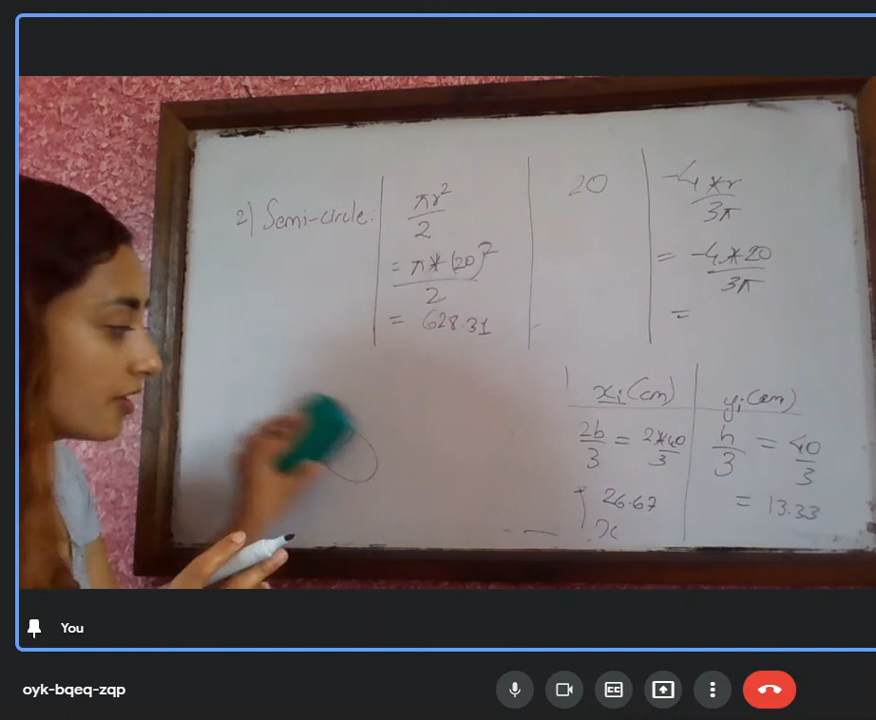 2) Semi-circle:
πr²
2
= π * (20)²
2
= 628.31
20
-4 * r
3π
= -4 * 20
3π
=
xi (cm)
yi (cm)
2b/3 = 2*40/3
26.67
x
h/3 = 40/3
= 13.33
You
oyk-bqeq-zqp
CC